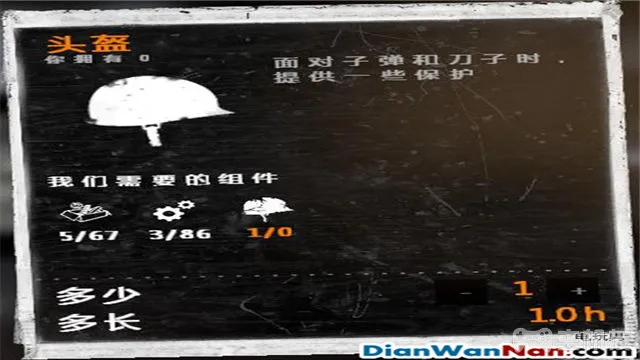 头盔
你拥有 0
面对子弹和刀子时，
提供一些保护
我们需要的组件
5/67 3/86 1/0
多少 - 1 +
多长 1.0 h
DianWanNan.com